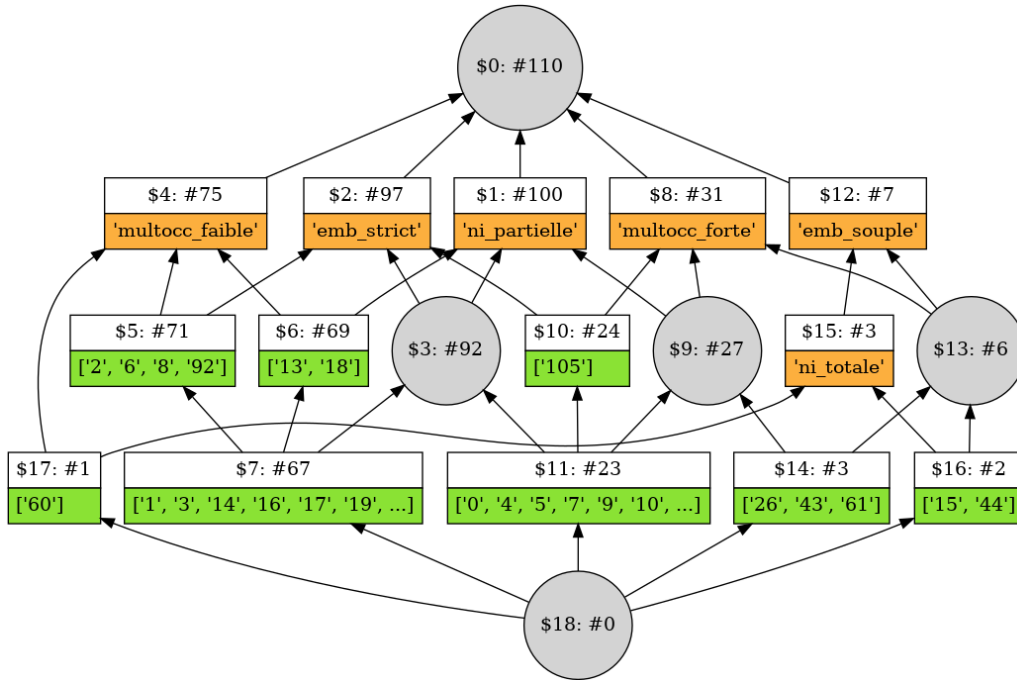 $0: #110
$4: #75
'multocc_faible'
$2: #97
'emb_strict'
$1: #100
'ni_partielle'
$8: #31
'multocc_forte'
$12: #7
'emb_souple'
$5: #71
['2', '6', '8', '92']
$6: #69
['13', '18']
$3: #92
$10: #24
['105']
$9: #27
$15: #3
'ni_totale'
$13: #6
$17: #1
['60']
$7: #67
['1', '3', '14', '16', '17', '19', ...]
$11: #23
['0', '4', '5', '7', '9', '10', ...]
$14: #3
['26', '43', '61']
$16: #2
['15', '44']
$18: #0